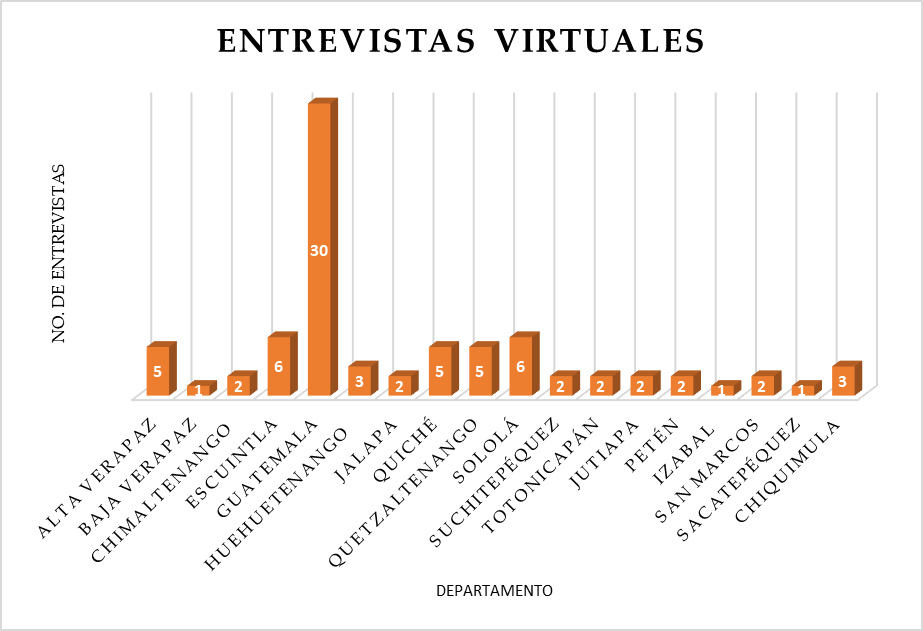 ENTREVISTAS VIRTUALES
NO. DE ENTREVISTAS
5
1
2
6
30
3
2
5
5
6
2
2
2
2
1
2
1
3
ALTA VERAPAZ
BAJA VERAPAZ
CHIMALTENANGO
ESCUINTLA
GUATEMALA
HUEHUETENANGO
JALAPA
QUICHÉ
QUETZALTENANGO
SOLOLÁ
SUCHITEPÉQUEZ
TOTONICAPÁN
JUTIAPA
PETÉN
IZABAL
SAN MARCOS
SACATEPÉQUEZ
CHIQUIMULA
DEPARTAMENTO